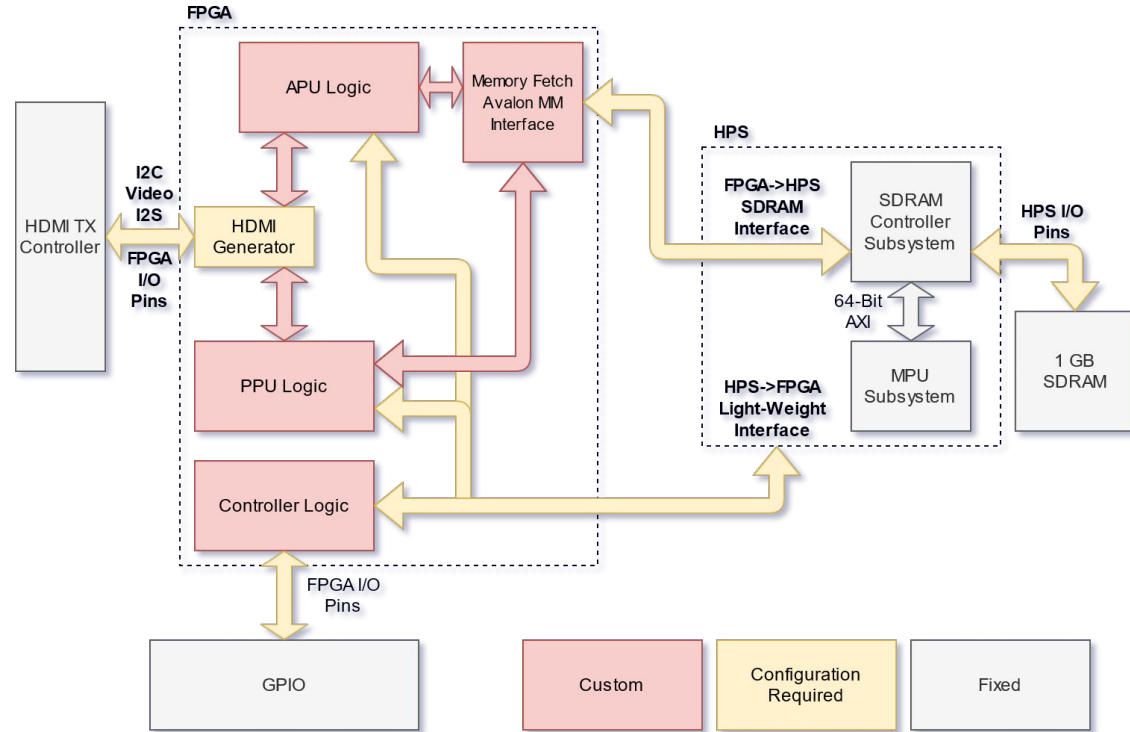 FPGA
APU Logic
Memory Fetch
Avalon MM
Interface
HPS
I2C
Video
I2S
FPGA
I/O
Pins
HDMI TX
Controller
HDMI
Generator
FPGA->HPS
SDRAM
Interface
SDRAM
Controller
Subsystem
HPS I/O
Pins
64-Bit
AXI
PPU Logic
MPU
Subsystem
1 GB
SDRAM
HPS->FPGA
Light-Weight
Interface
Controller Logic
FPGA I/O
Pins
GPIO
Custom
Configuration
Required
Fixed